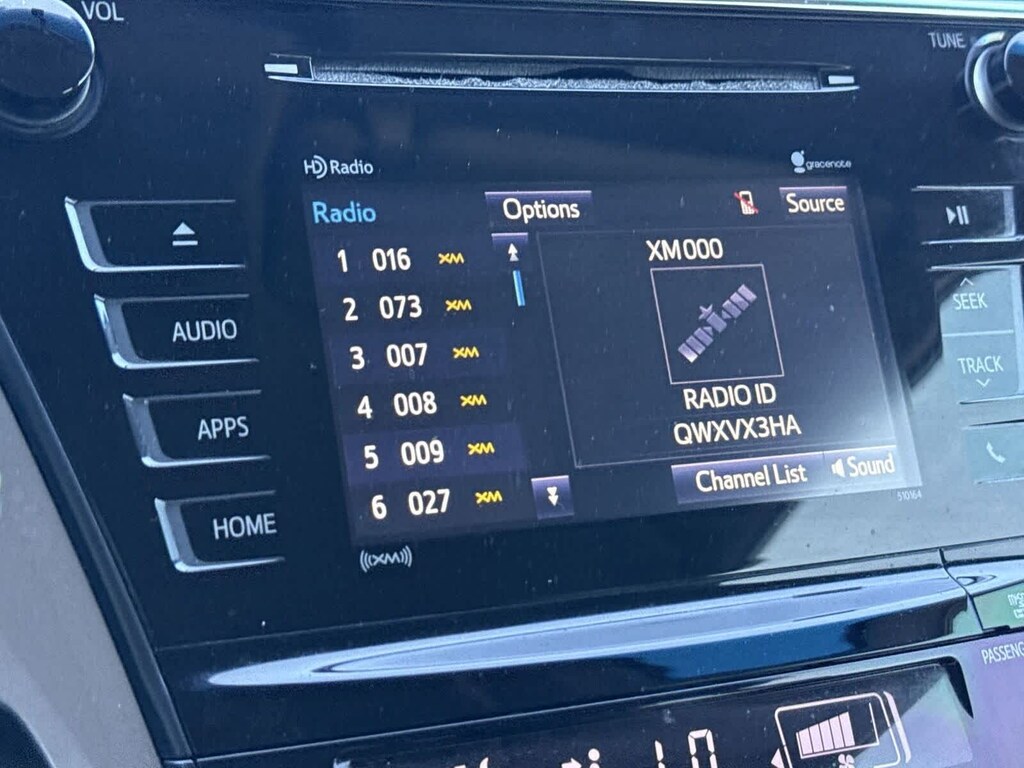 VOL
TUNE
HD Radio
gracenote
Radio
Options
Source
1 016 XM
2 073 XM
3 007 XM
4 008 XM
5 009 XM
6 027 XM
XM000
RADIO ID
QWXVX3HA
Channel List
Sound
510164
XM
AUDIO
APPS
HOME
SEEK
TRACK